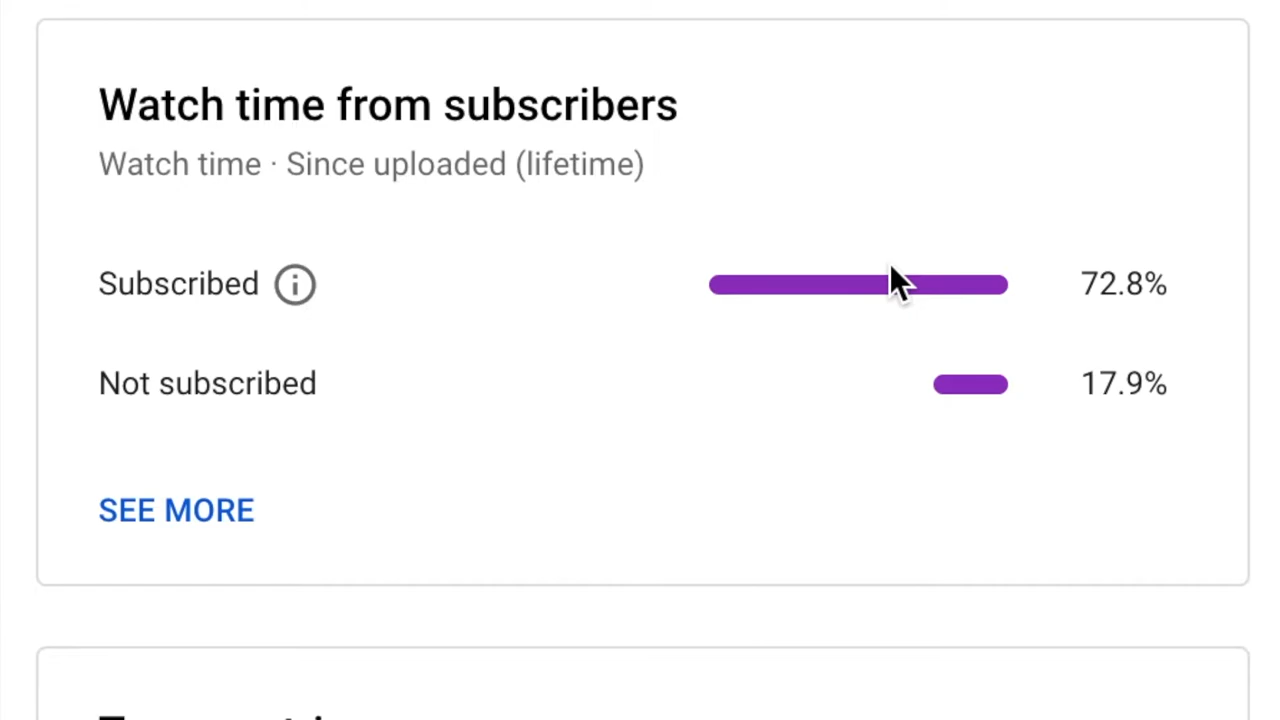 Watch time from subscribers
Watch time · Since uploaded (lifetime)
Subscribed 72.8%
Not subscribed 17.9%
SEE MORE